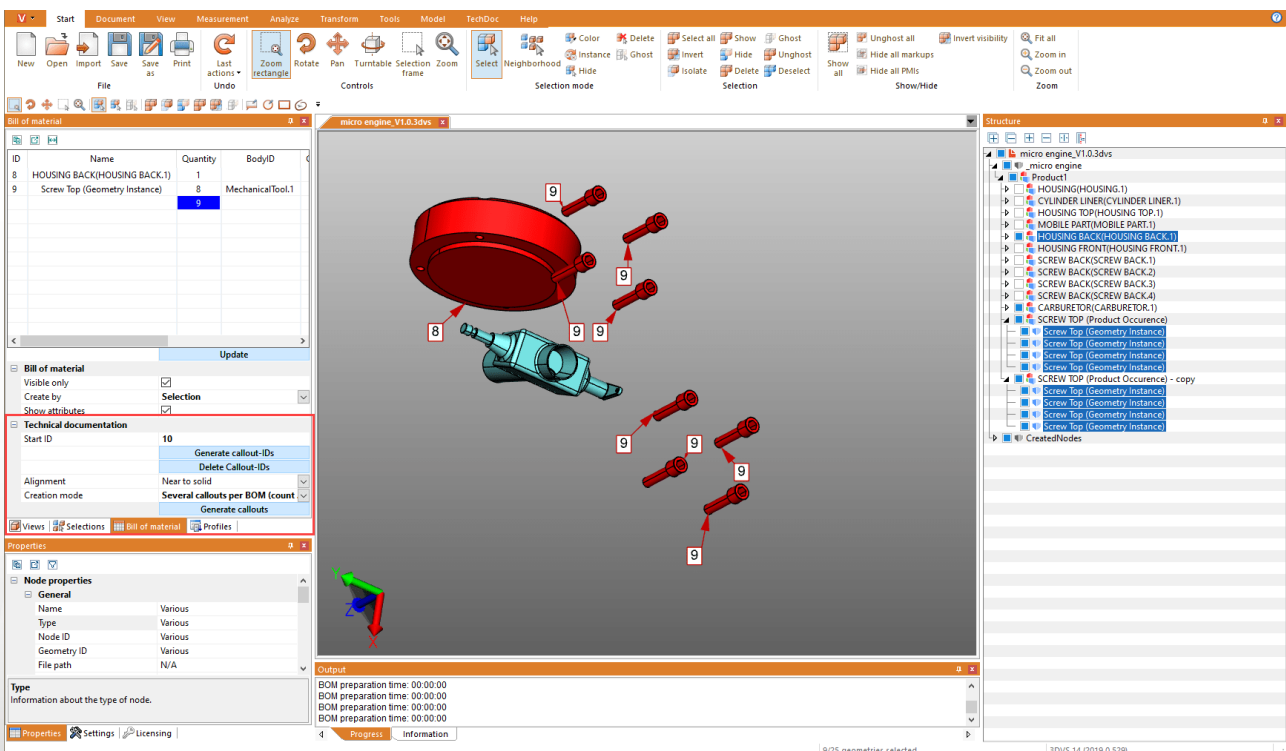 V Start Document View Measurement Analyze Transform Tools Model TechDoc Help
New Open Import Save Save as Print
File
Last actions
Undo
Zoom rectangle Rotate Pan Turntable Selection frame Zoom
Controls
Select Neighborhood Color Delete
Instance Ghost
Hide
Selection mode
Select all Show Ghost
Invert Hide Unghost
Isolate Delete Deselect
Selection
Show all Unghost all Invert visibility
Hide all markups
Hide all PMIs
Show/Hide
Fit all
Zoom in
Zoom out
Zoom
Bill of material
ID Name Quantity BodyID
8 HOUSING BACK(HOUSING BACK.1) 1
9 Screw Top (Geometry Instance) 8 MechanicalTool.1
9
Update
Bill of material
Visible only
Create by Selection
Show attributes
Technical documentation
Start ID 10
Generate callout-IDs
Delete Callout-IDs
Alignment Near to solid
Creation mode Several callouts per BOM (count
Generate callouts
Views Selections Bill of material Profiles
Properties
Node properties
General
Name Various
Type Various
Node ID Various
Geometry ID Various
File path N/A
Type
Information about the type of node.
Properties Settings Licensing
micro engine_V1.0.3dvs
9
9
8
9
9
9
9
9
9
Y
Z
X
Output
BOM preparation time: 00:00:00
BOM preparation time: 00:00:00
BOM preparation time: 00:00:00
BOM preparation time: 00:00:00
Progress Information
Structure
micro engine_V1.0.3dvs
_micro engine
Product1
HOUSING(HOUSING.1)
CYLINDER LINER(CYLINDER LINER.1)
HOUSING TOP(HOUSING TOP.1)
MOBILE PART(MOBILE PART.1)
HOUSING BACK(HOUSING BACK.1)
HOUSING FRONT(HOUSING FRONT.1)
SCREW BACK(SCREW BACK.1)
SCREW BACK(SCREW BACK.2)
SCREW BACK(SCREW BACK.3)
SCREW BACK(SCREW BACK.4)
CARBURETOR(CARBURETOR.1)
SCREW TOP (Product Occurence)
Screw Top (Geometry Instance)
Screw Top (Geometry Instance)
Screw Top (Geometry Instance)
Screw Top (Geometry Instance)
SCREW TOP (Product Occurence) - copy
Screw Top (Geometry Instance)
Screw Top (Geometry Instance)
Screw Top (Geometry Instance)
Screw Top (Geometry Instance)
CreatedNodes
9/25 geometries selected
3DVS 14 (2019.0.529)